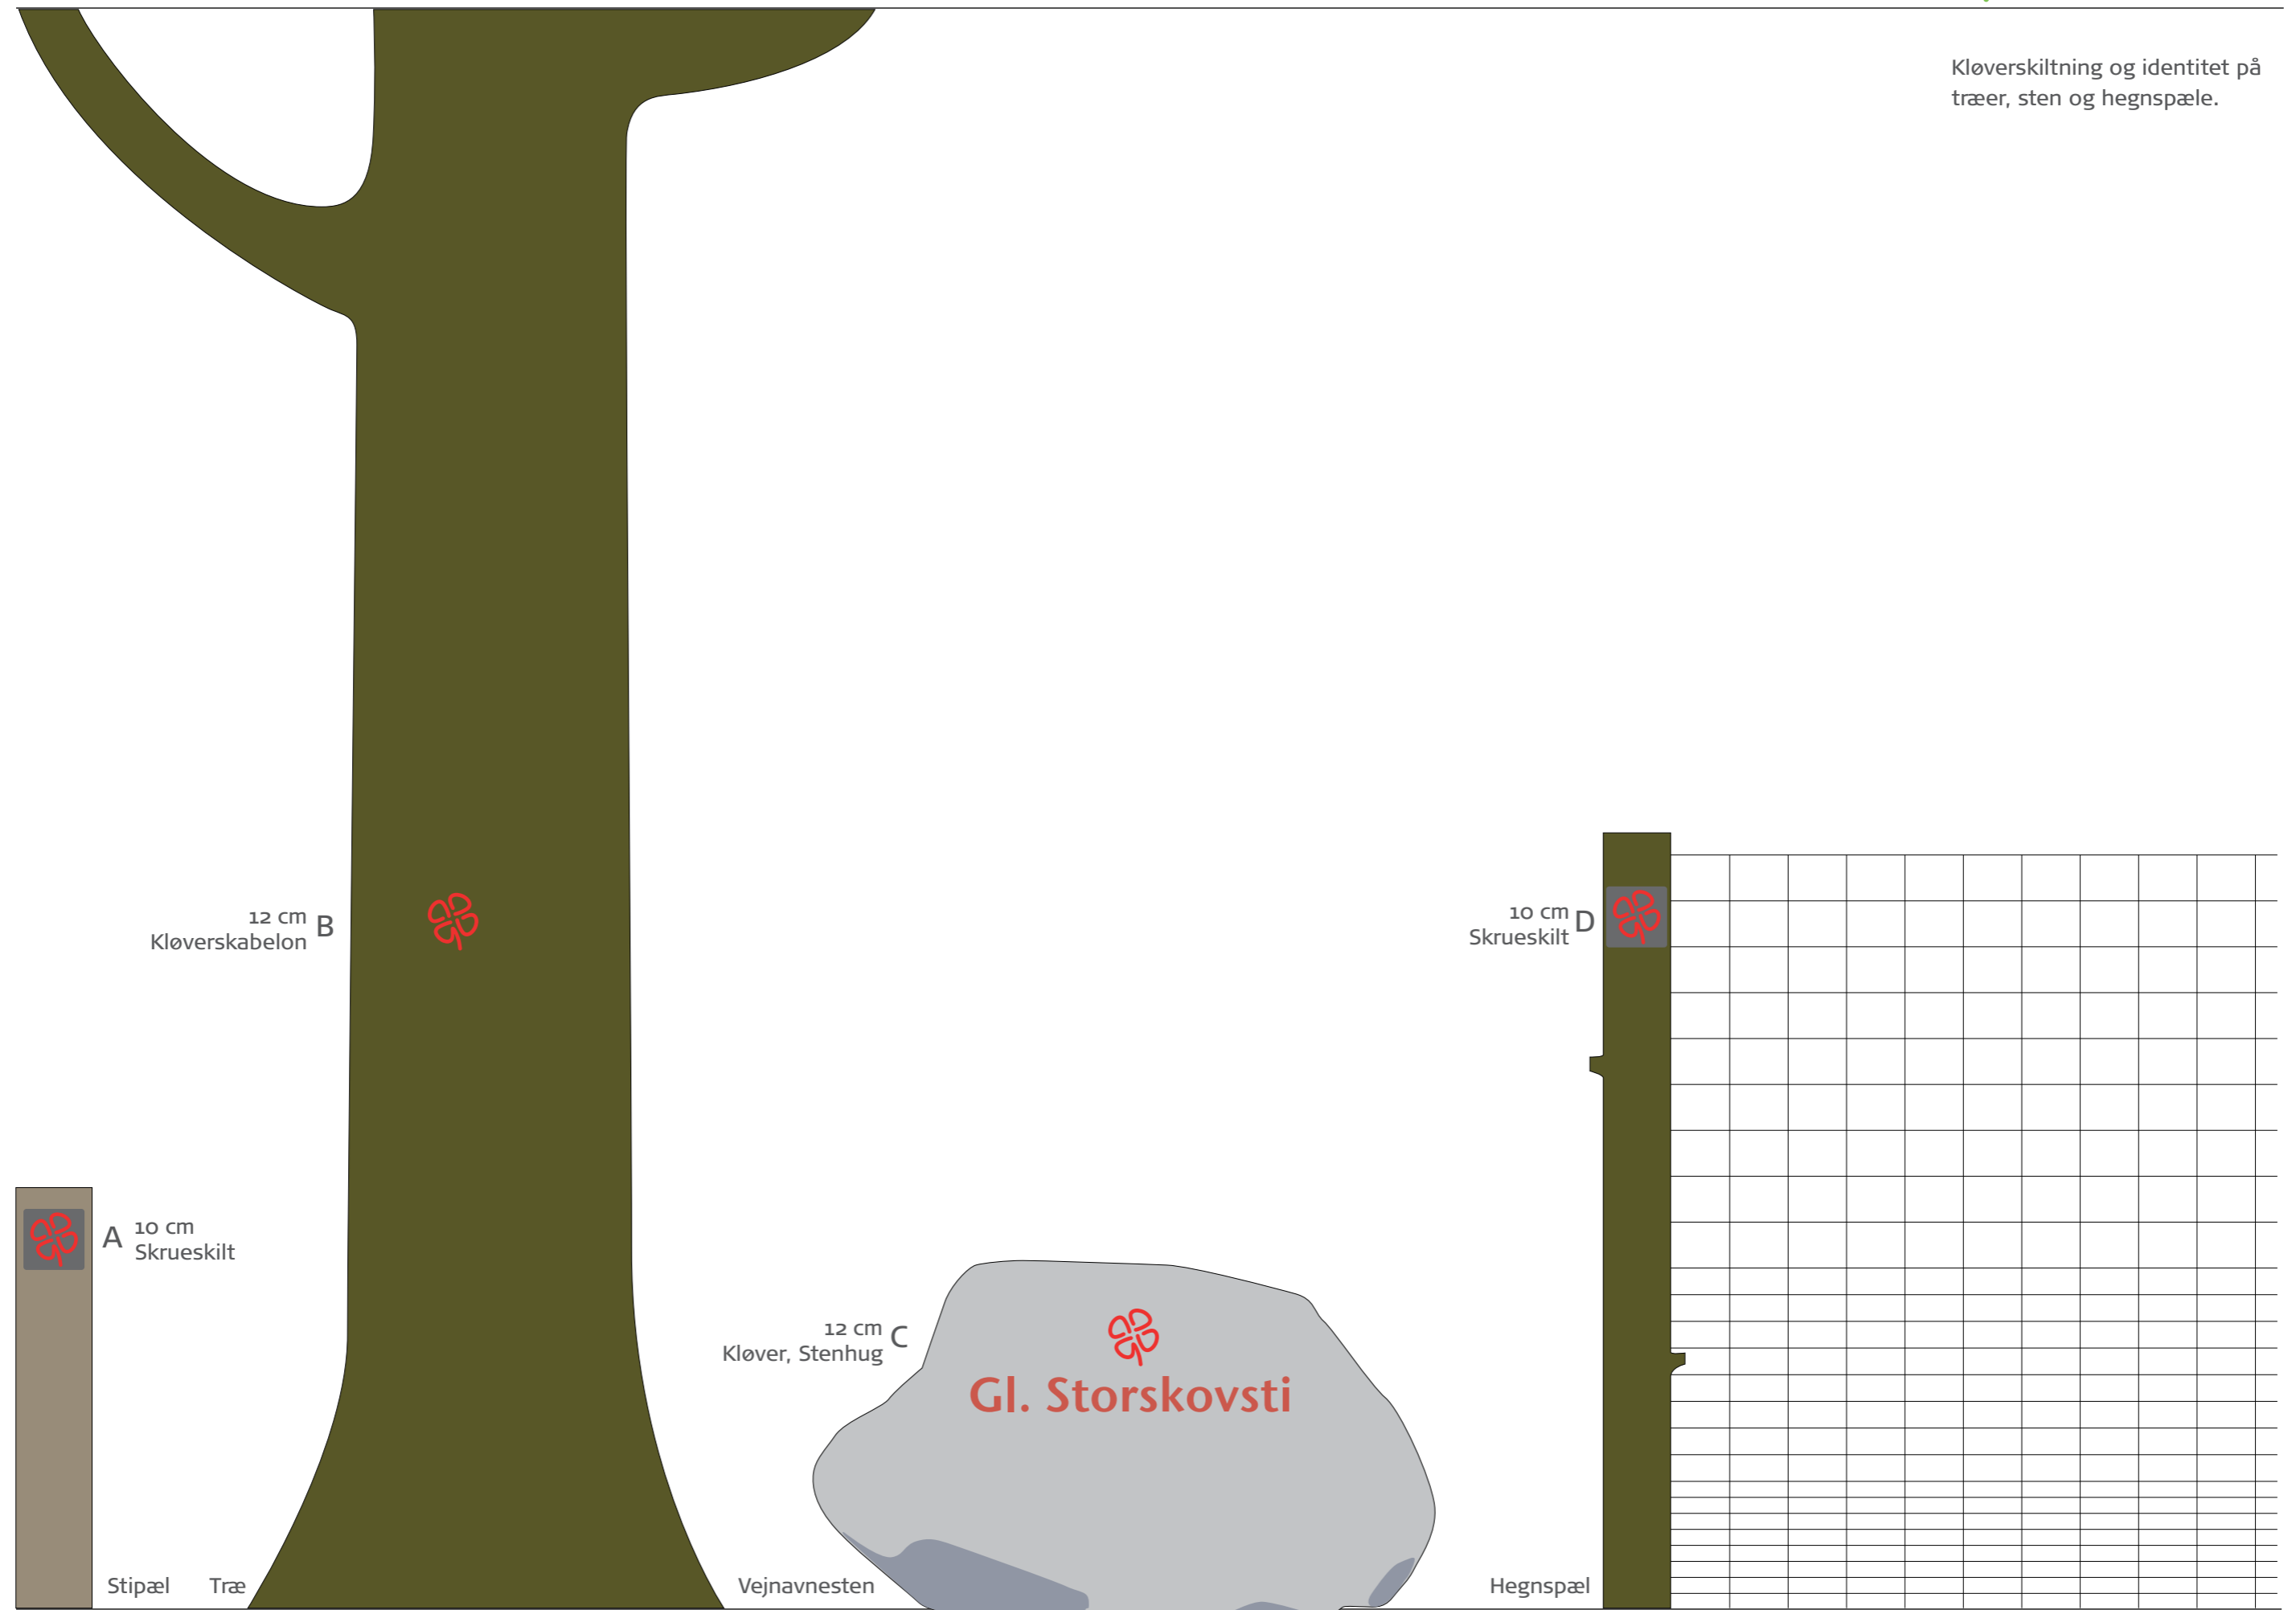 Kløverskiltning og identitet på
træer, sten og hegnspæle.
12 cm
Kløverskabelon
B
10 cm
Skrueskilt
D
A
10 cm
Skrueskilt
12 cm
Kløver, Stenhug
C
Gl. Storskovsti
Stipæl
Træ
Vejnavnesten
Hegnspæl